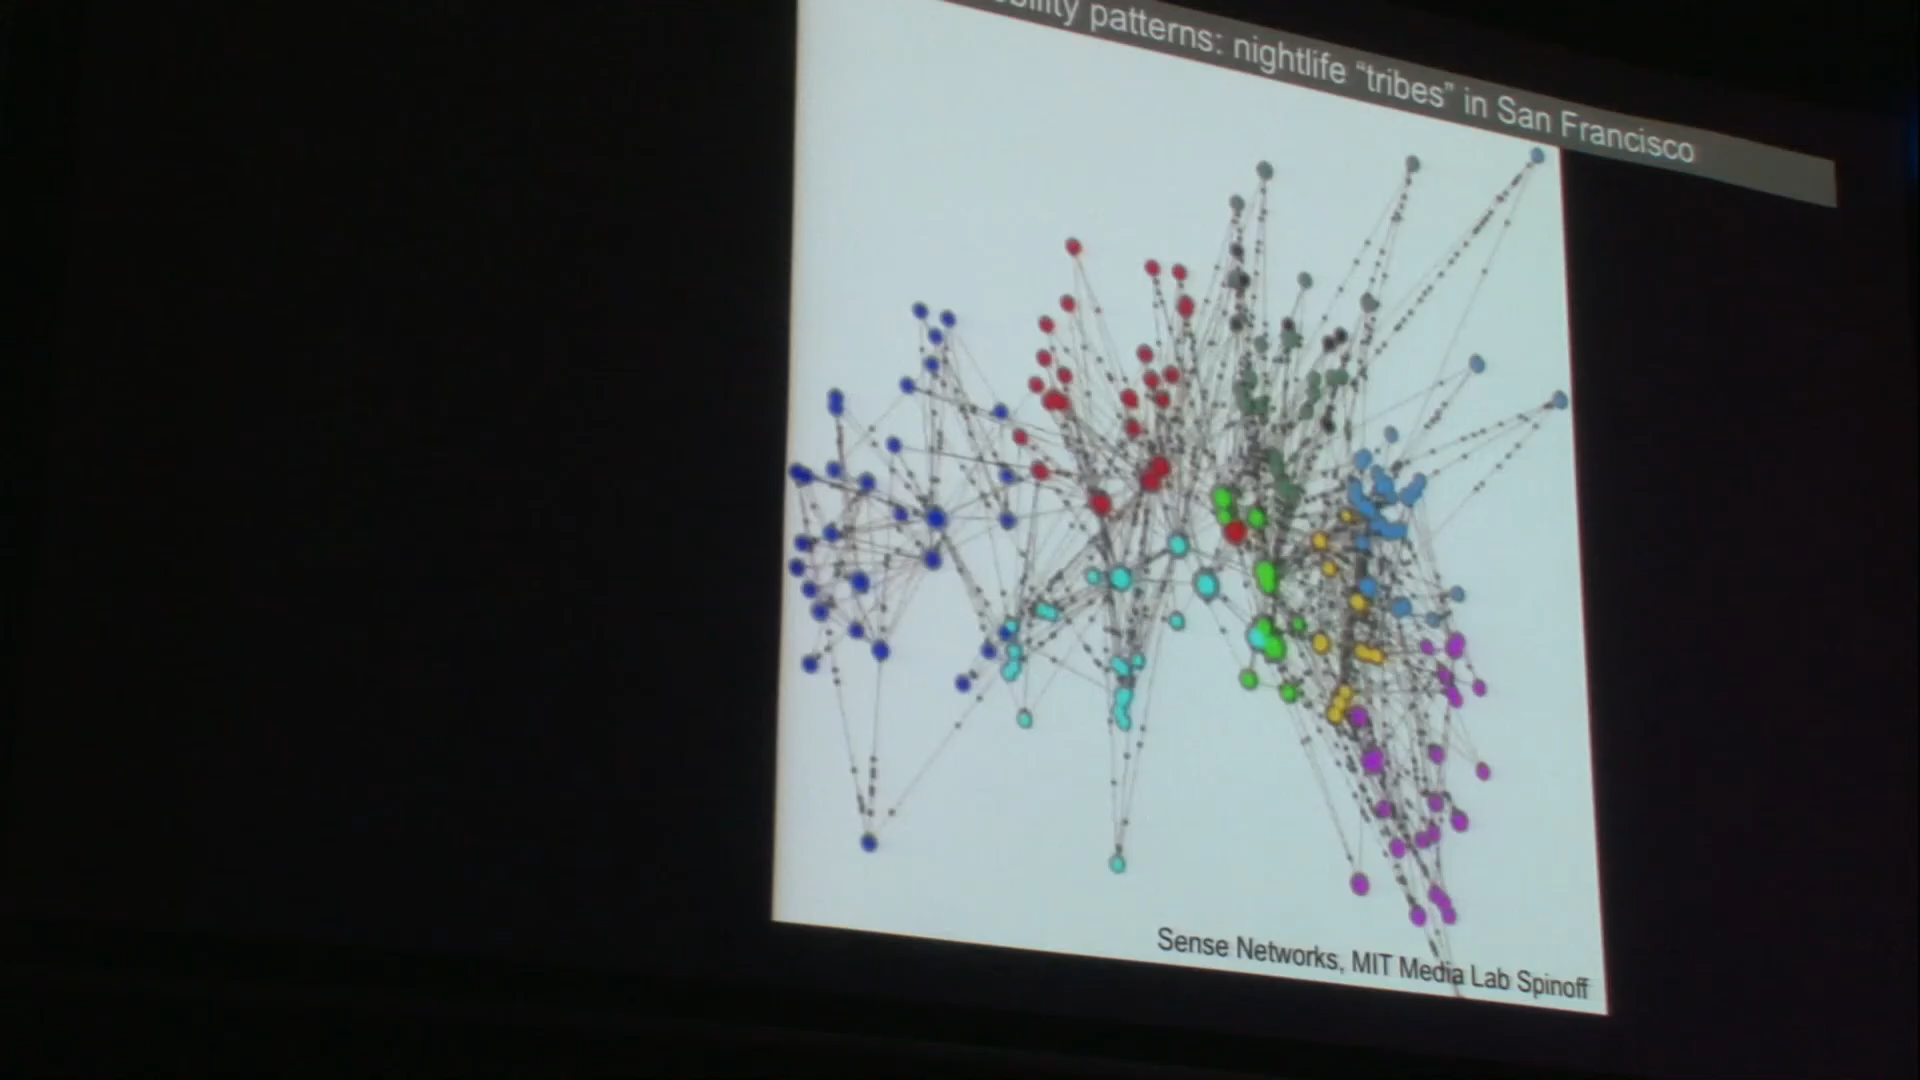 patterns: nightlife “tribes” in San Francisco
Sense Networks, MIT Media Lab Spinoff